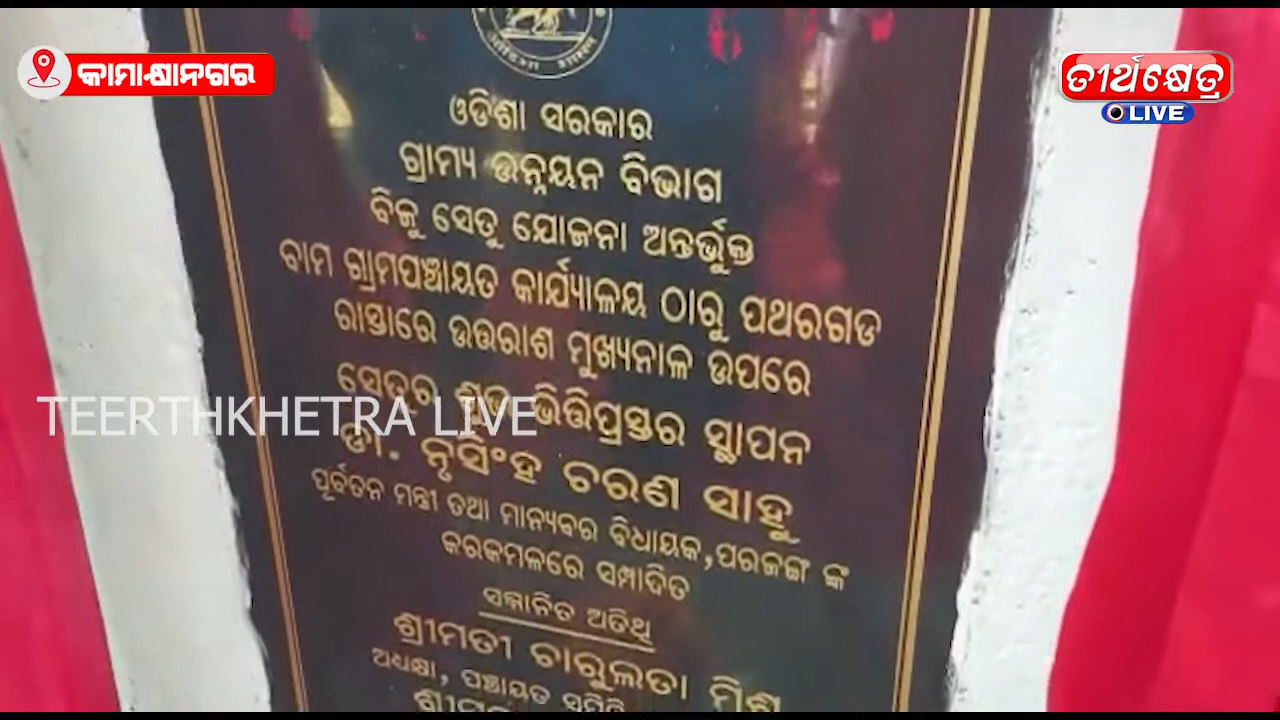 କାମାକ୍ଷାନଗର
ତୀର୍ଥକ୍ଷେତ୍ର
LIVE
ଓଡିଶା ସରକାର
ଗ୍ରାମ୍ୟ ଉନ୍ନୟନ ବିଭାଗ
ବିଜୁ ସେତୁ ଯୋଜନା ଅନ୍ତର୍ଭୁକ୍ତ
ବାମ ଗ୍ରାମପଞ୍ଚାୟତ କାର୍ଯ୍ୟାଳୟ ଠାରୁ ପଥରଗଡ
ରାସ୍ତାରେ ଉତ୍ତରାଶ ମୁଖ୍ୟନାଳ ଉପରେ
ସେତୁର ଶୁଭ ଭିତ୍ତିପ୍ରସ୍ତର ସ୍ଥାପନ
TEERTHKHETRA LIVE
ଡା. ନୃସିଂହ ଚରଣ ସାହୁ
ପୂର୍ବତନ ମନ୍ତ୍ରୀ ତଥା ମାନ୍ୟବର ବିଧାୟକ,ପରଜଙ୍ଗ ଙ୍କ
କରକମଳରେ ସମ୍ପାଦିତ
ସମ୍ମାନିତ ଅତିଥି
ଶ୍ରୀମତୀ ଚାରୁଲତା ମିଶ୍ର
ଅଧ୍ୟକ୍ଷା, ପଞ୍ଚାୟତ ସମିତି